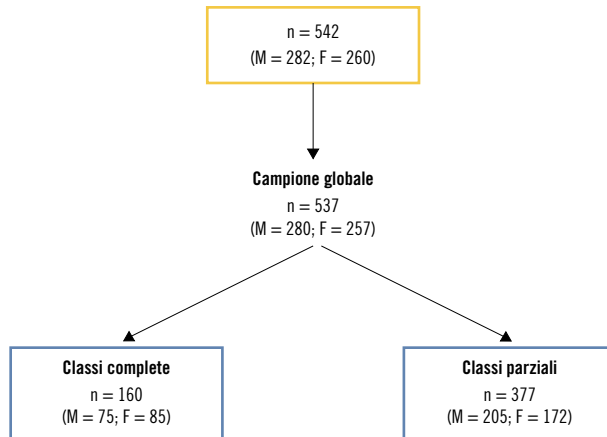 n = 542
(M = 282; F = 260)
Campione globale
n = 537
(M = 280; F = 257)
Classi complete
n = 160
(M = 75; F = 85)
Classi parziali
n = 377
(M = 205; F = 172)